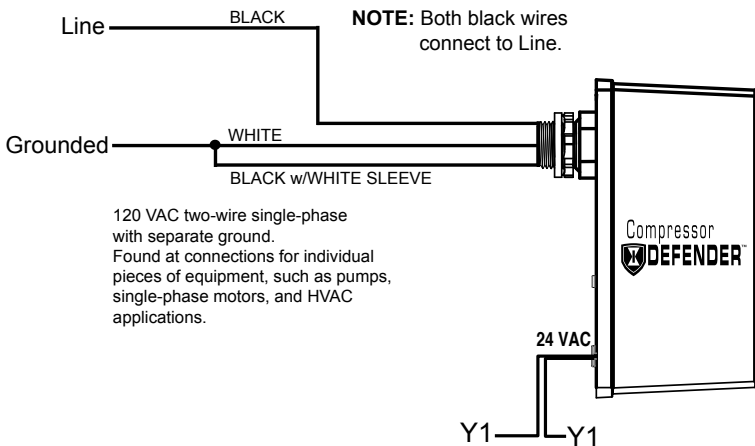 BLACK
NOTE: Both black wires
connect to Line.
Line
WHITE
Grounded
BLACK w/WHITE SLEEVE
120 VAC two-wire single-phase
with separate ground.
Found at connections for individual
pieces of equipment, such as pumps,
single-phase motors, and HVAC
applications.
Compressor
DEFENDER™
24 VAC
Y1
Y1